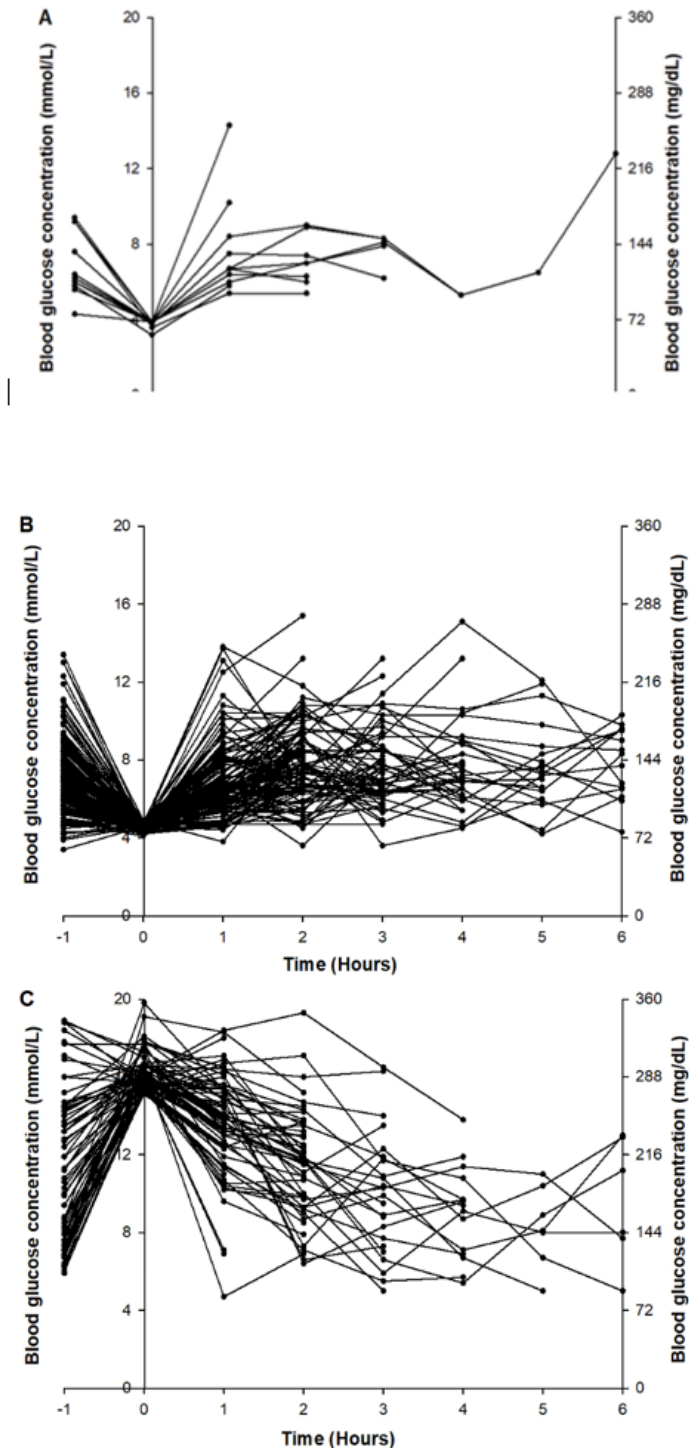 A
Blood glucose concentration (mmol/L)
20 360
16 288
12 216
8 144
72
Blood glucose concentration (mg/dL)
B
Blood glucose concentration (mmol/L)
20 360
16 288
12 216
8 144
4 72
0 0
Blood glucose concentration (mg/dL)
-1 0 1 2 3 4 5 6
Time (Hours)
C
Blood glucose concentration (mmol/L)
20 360
288
12 216
8 144
4 72
0 0
Blood glucose concentration (mg/dL)
-1 0 1 2 3 4 5 6
Time (Hours)